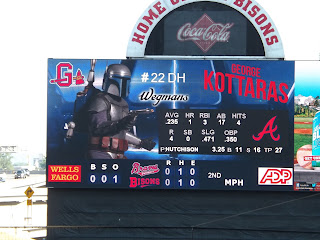 HOME OF THE BISONS
Coca-Cola
G
#22 DH
GEORGE
KOTTARAS
Wegmans
AVG HR RBI AB HITS
.235 1 3 17 4
R SB SLG OBP
4 0 .471 .350
A
P HUTCHISON 3.25 B 11 S 16 TP 27
WELLS
FARGO
B S O
0 0 1
R H E
Braves 0 1 0
BISONS 0 1 0
2ND
MPH
ADP